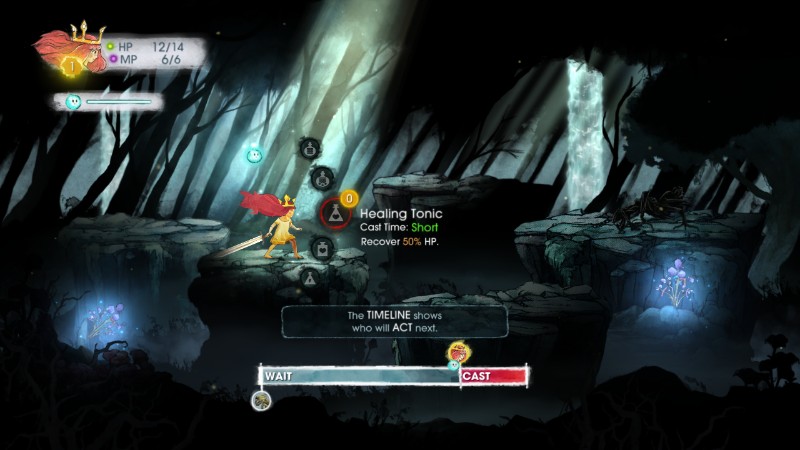 HP 12/14
MP 6/6
1
0
Healing Tonic
Cast Time: Short
Recover 50% HP.
The TIMELINE shows
who will ACT next.
WAIT
CAST